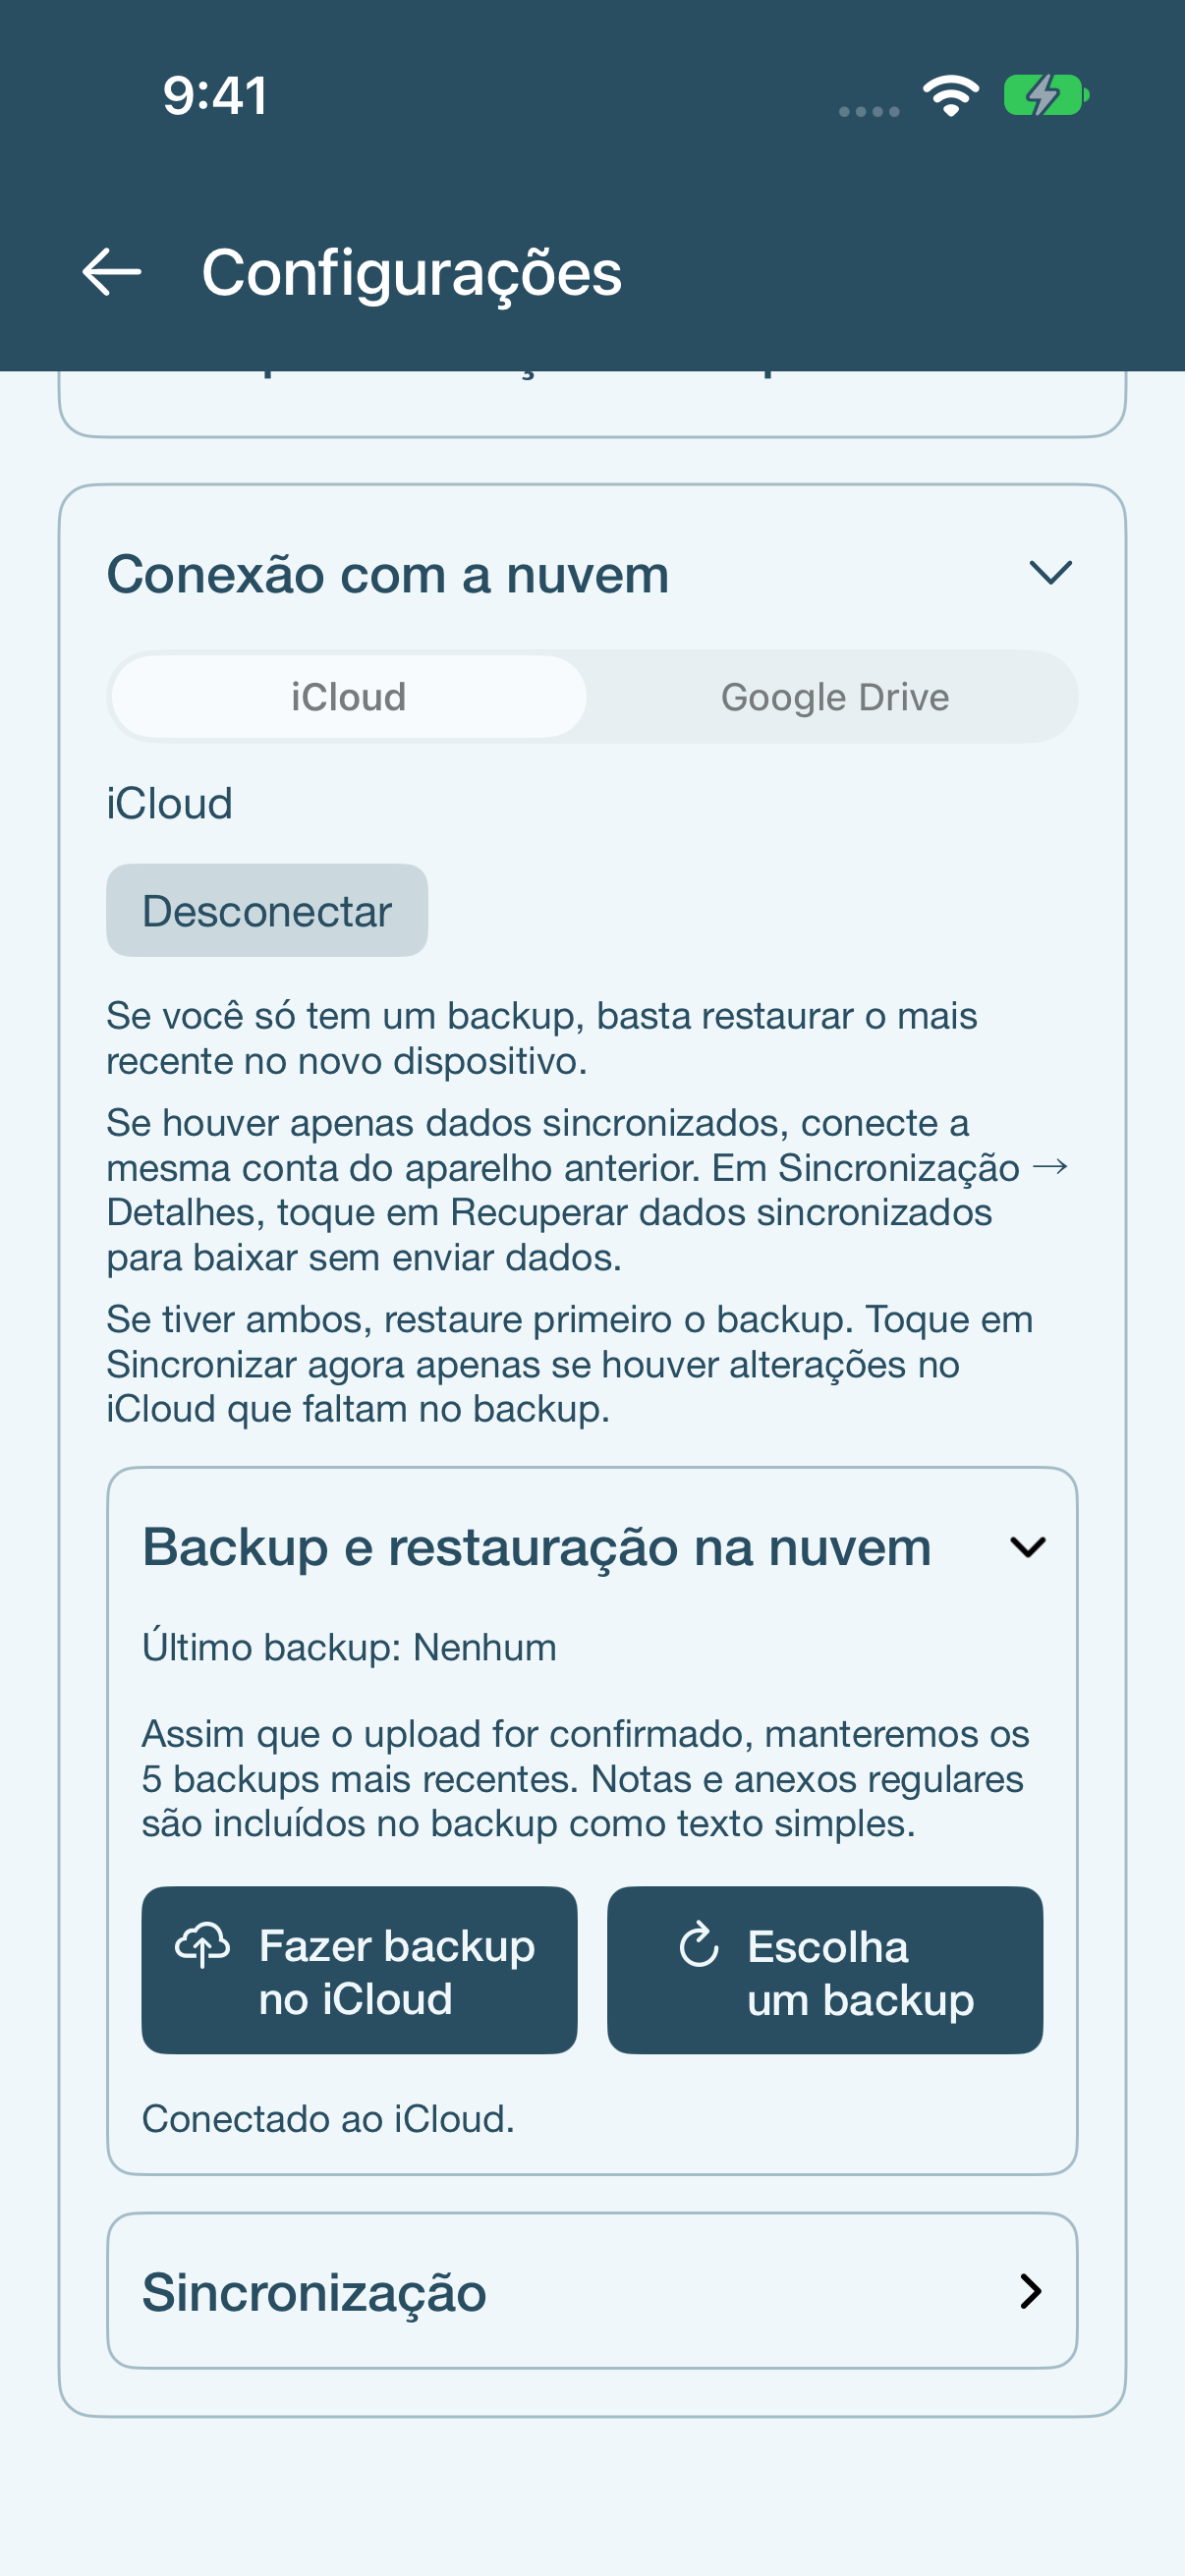 9:41
Configurações
Conexão com a nuvem
iCloud
Google Drive
iCloud
Desconectar
Se você só tem um backup, basta restaurar o mais
recente no novo dispositivo.
Se houver apenas dados sincronizados, conecte a
mesma conta do aparelho anterior. Em Sincronização →
Detalhes, toque em Recuperar dados sincronizados
para baixar sem enviar dados.
Se tiver ambos, restaure primeiro o backup. Toque em
Sincronizar agora apenas se houver alterações no
iCloud que faltam no backup.
Backup e restauração na nuvem
Último backup: Nenhum
Assim que o upload for confirmado, manteremos os
5 backups mais recentes. Notas e anexos regulares
são incluídos no backup como texto simples.
Fazer backup
no iCloud
Escolha
um backup
Conectado ao iCloud.
Sincronização